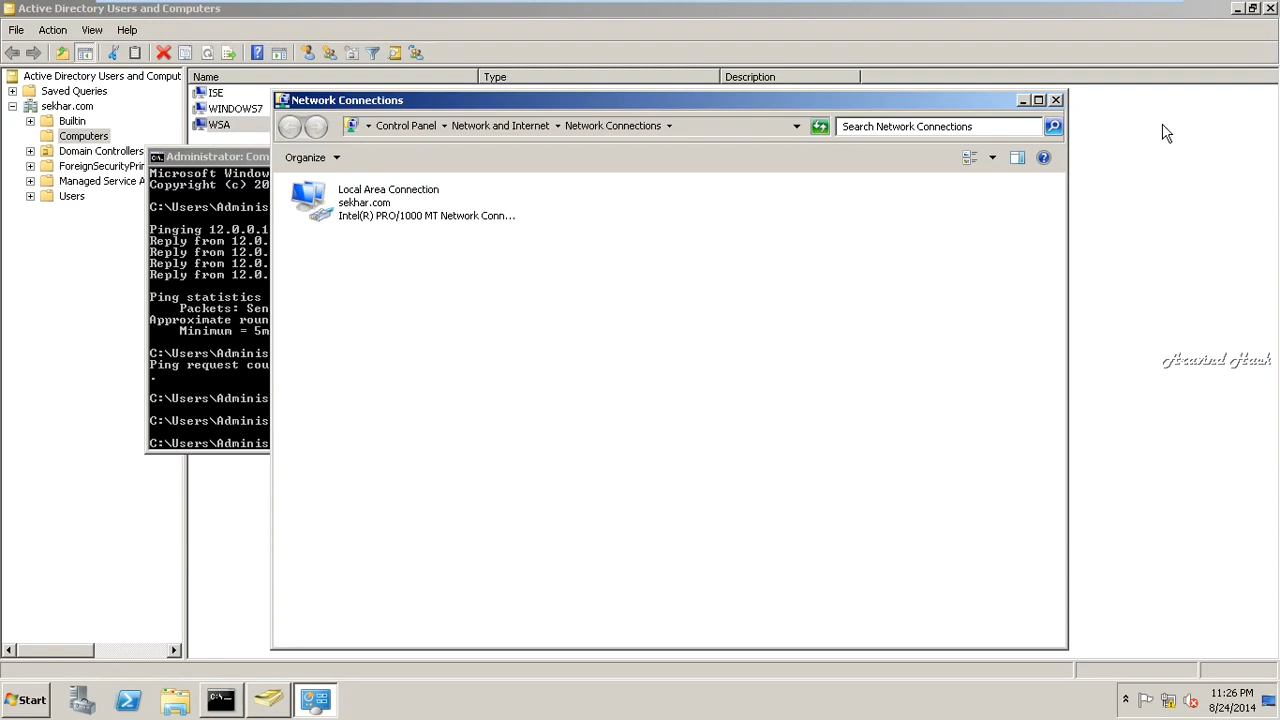 Active Directory Users and Computers
File Action View Help
Active Directory Users and Comput
Saved Queries
sekhar.com
Builtin
Computers
Domain Controllers
ForeignSecurityPrin
Managed Service A
Users
Name Type Description
ISE
WINDOWS7
WSA
Administrator: Com
Microsoft Window
Copyright (c) 20
C:\Users\Adminis
Pinging 12.0.0.1
Reply from 12.0.
Reply from 12.0.
Reply from 12.0.
Reply from 12.0.
Ping statistics
Packets: Sen
Approximate roun
Minimum = 5m
C:\Users\Adminis
Ping request cou
.
C:\Users\Adminis
C:\Users\Adminis
C:\Users\Adminis
Network Connections
Control Panel Network and Internet Network Connections
Search Network Connections
Organize
Local Area Connection
sekhar.com
Intel(R) PRO/1000 MT Network Conn...
Aravind Hask
Start
11:26 PM
8/24/2014